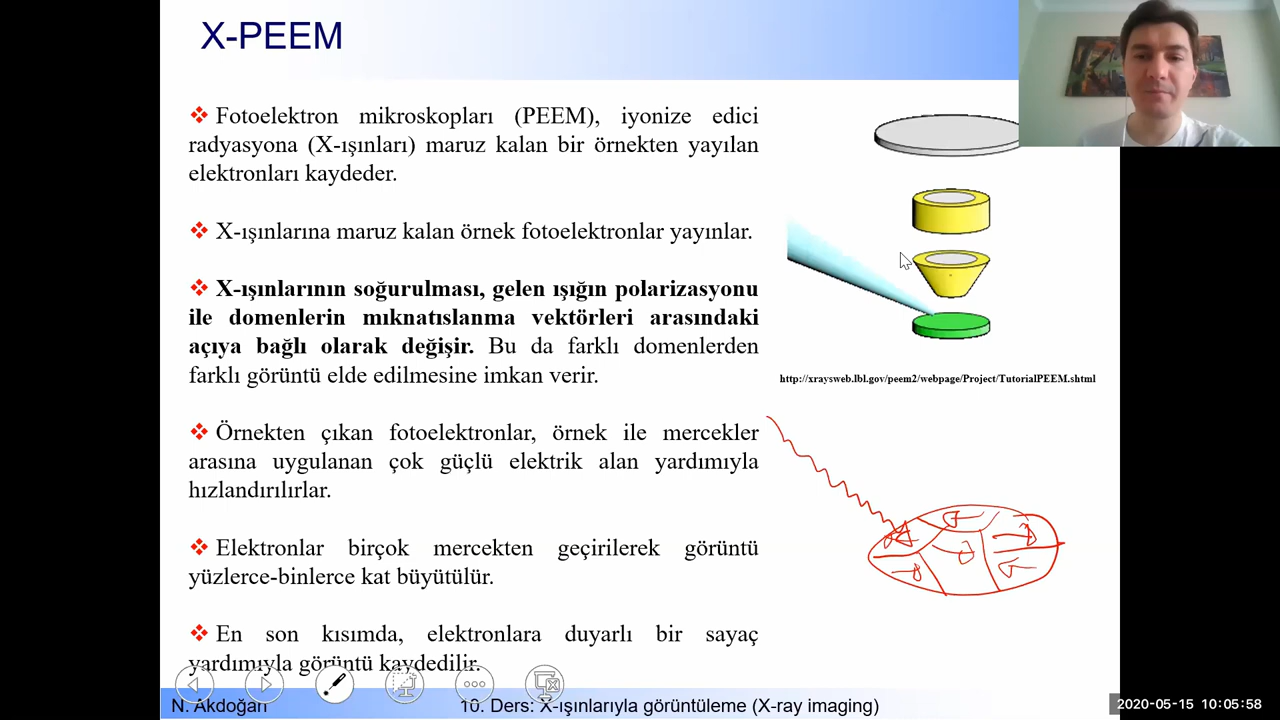 X-PEEM
❖ Fotoelektron mikroskopları (PEEM), iyonize edici
radyasyona (X-ışınları) maruz kalan bir örnekten yayılan
elektronları kaydeder.
❖ X-ışınlarına maruz kalan örnek fotoelektronlar yayınlar.
❖ X-ışınlarının soğurulması, gelen ışığın polarizasyonu
ile domenlerin mıknatıslanma vektörleri arasındaki
açıya bağlı olarak değişir. Bu da farklı domenlerden
farklı görüntü elde edilmesine imkan verir.
❖ Örnekten çıkan fotoelektronlar, örnek ile mercekler
arasına uygulanan çok güçlü elektrik alan yardımıyla
hızlandırılırlar.
❖ Elektronlar birçok mercekten geçirilerek görüntü
yüzlerce-binlerce kat büyütülür.
❖ En son kısımda, elektronlara duyarlı bir sayaç
yardımıyla görüntü kaydedilir.
http://xraysweb.lbl.gov/peem2/webpage/Project/TutorialPEEM.shtml
N. Akdoğan
10. Ders: X-ışınlarıyla görüntüleme (X-ray imaging)
2020-05-15 10:05:58